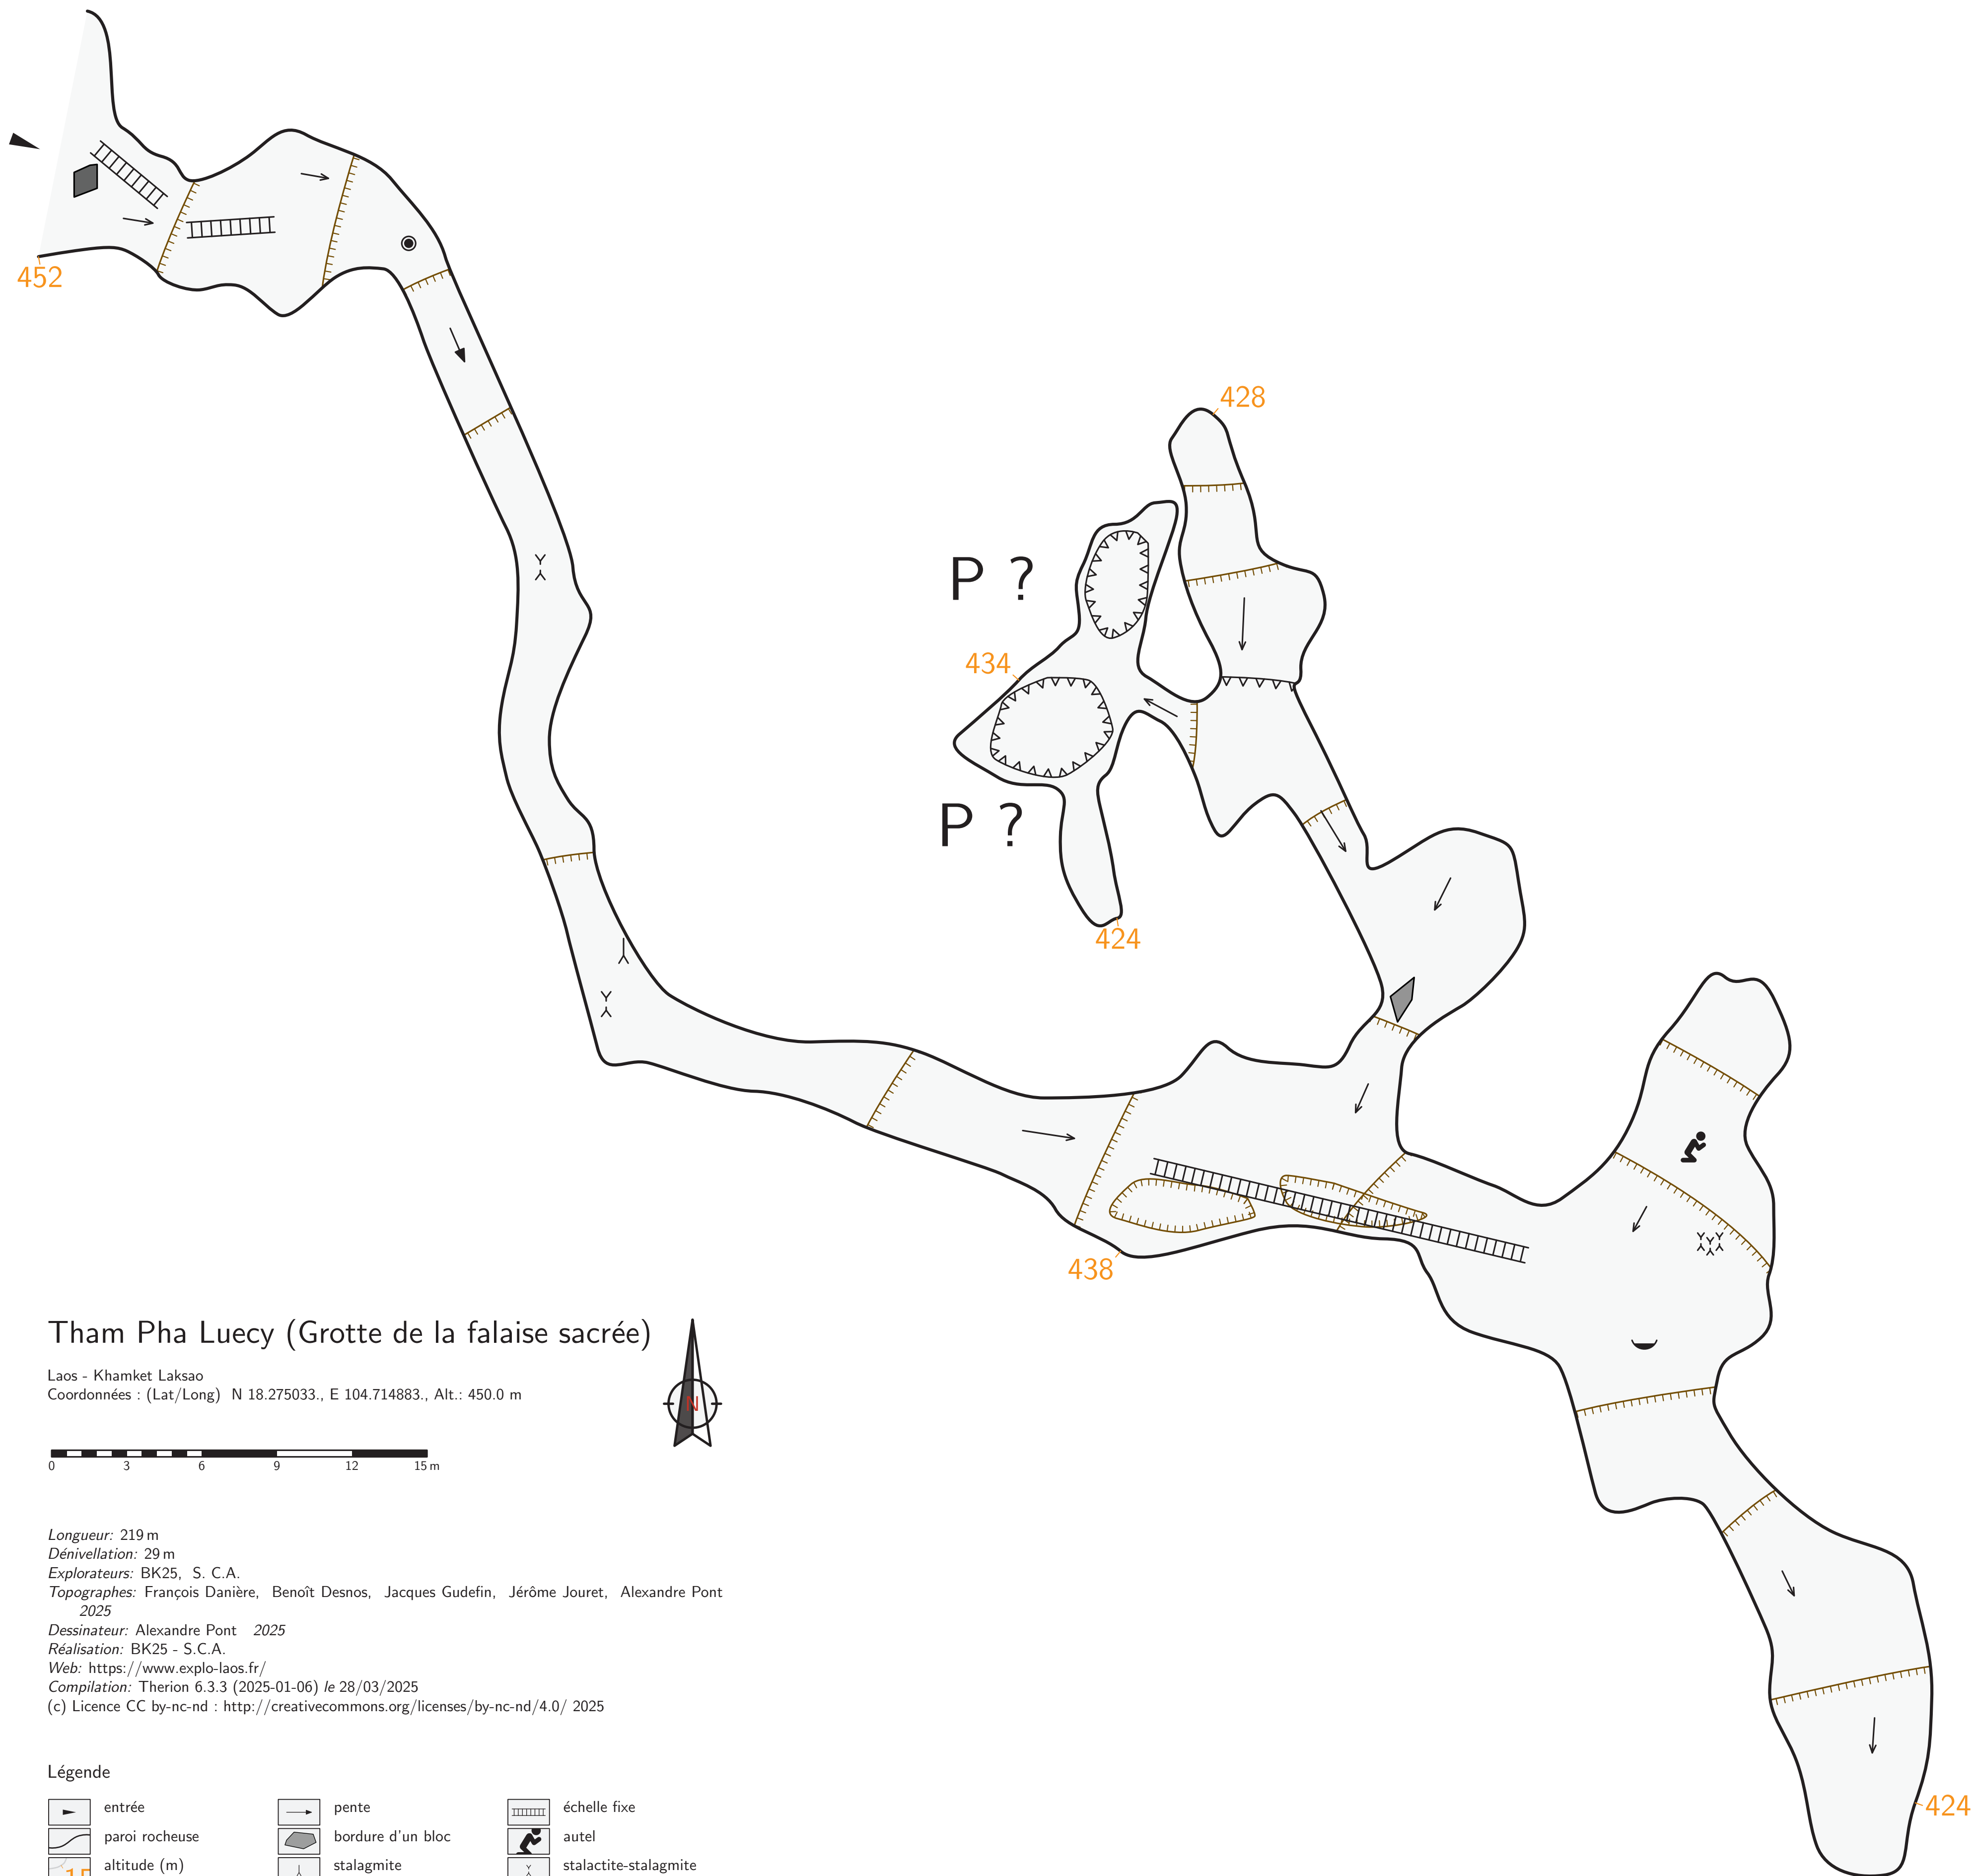 452
428
P ?
434
P ?
424
438
Tham Pha Luecy (Grotte de la falaise sacrée)
Laos - Khamket Laksao
Coordonnées : (Lat/Long) N 18.275033., E 104.714883., Alt.: 450.0 m
N
0 3 6 9 12 15 m
Longueur: 219 m
Dénivellation: 29 m
Explorateurs: BK25, S. C.A.
Topographes: François Danière, Benoît Desnos, Jacques Gudefin, Jérôme Jouret, Alexandre Pont
2025
Dessinateur: Alexandre Pont 2025
Réalisation: BK25 - S.C.A.
Web: https://www.explo-laos.fr/
Compilation: Therion 6.3.3 (2025-01-06) le 28/03/2025
(c) Licence CC by-nc-nd : http://creativecommons.org/licenses/by-nc-nd/4.0/ 2025
424
Légende
entrée pente échelle fixe
paroi rocheuse bordure d'un bloc autel
altitude (m) stalagmite stalactite-stalagmite